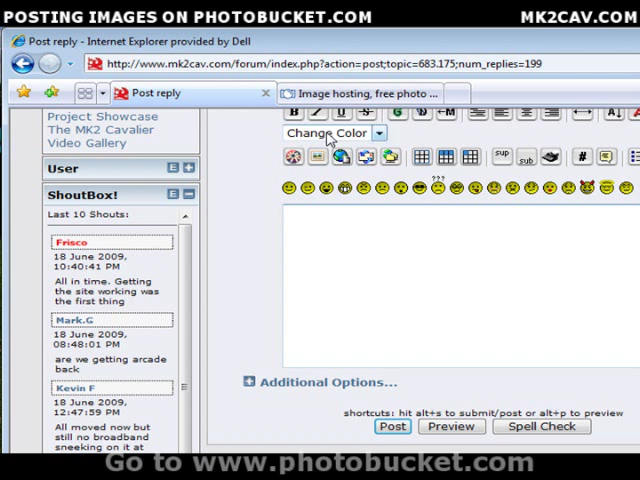 POSTING IMAGES ON PHOTOBUCKET.COM MK2CAV.COM
Post reply - Internet Explorer provided by Dell
http://www.mk2cav.com/forum/index.php?action=post;topic=683.175;num_replies=199
Post reply
Image hosting, free photo ...
Project Showcase
The MK2 Cavalier
Video Gallery
User
ShoutBox!
Last 10 Shouts:
Frisco
18 June 2009,
10:40:41 PM
All in time. Getting
the site working was
the first thing
Mark.G
18 June 2009,
08:48:01 PM
are we getting arcade
back
Kevin F
18 June 2009,
12:47:59 PM
All moved now but
still no broadband
sneeking on it at
B I U S
Change Color
sup sub #
???
Additional Options...
shortcuts: hit alt+s to submit/post or alt+p to preview
Post Preview Spell Check
Go to www.photobucket.com